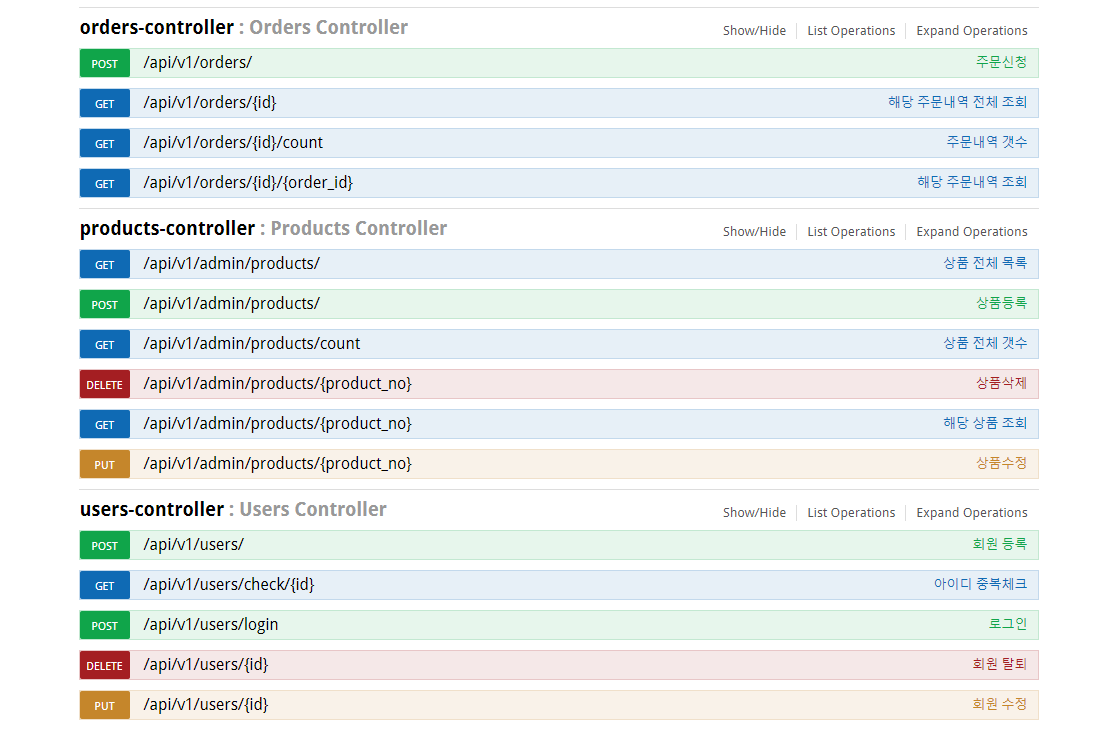 orders-controller : Orders Controller Show/Hide List Operations Expand Operations
POST /api/v1/orders/ 주문신청
GET /api/v1/orders/{id} 해당 주문내역 전체 조회
GET /api/v1/orders/{id}/count 주문내역 갯수
GET /api/v1/orders/{id}/{order_id} 해당 주문내역 조회
products-controller : Products Controller Show/Hide List Operations Expand Operations
GET /api/v1/admin/products/ 상품 전체 목록
POST /api/v1/admin/products/ 상품등록
GET /api/v1/admin/products/count 상품 전체 갯수
DELETE /api/v1/admin/products/{product_no} 상품삭제
GET /api/v1/admin/products/{product_no} 해당 상품 조회
PUT /api/v1/admin/products/{product_no} 상품수정
users-controller : Users Controller Show/Hide List Operations Expand Operations
POST /api/v1/users/ 회원 등록
GET /api/v1/users/check/{id} 아이디 중복체크
POST /api/v1/users/login 로그인
DELETE /api/v1/users/{id} 회원 탈퇴
PUT /api/v1/users/{id} 회원 수정